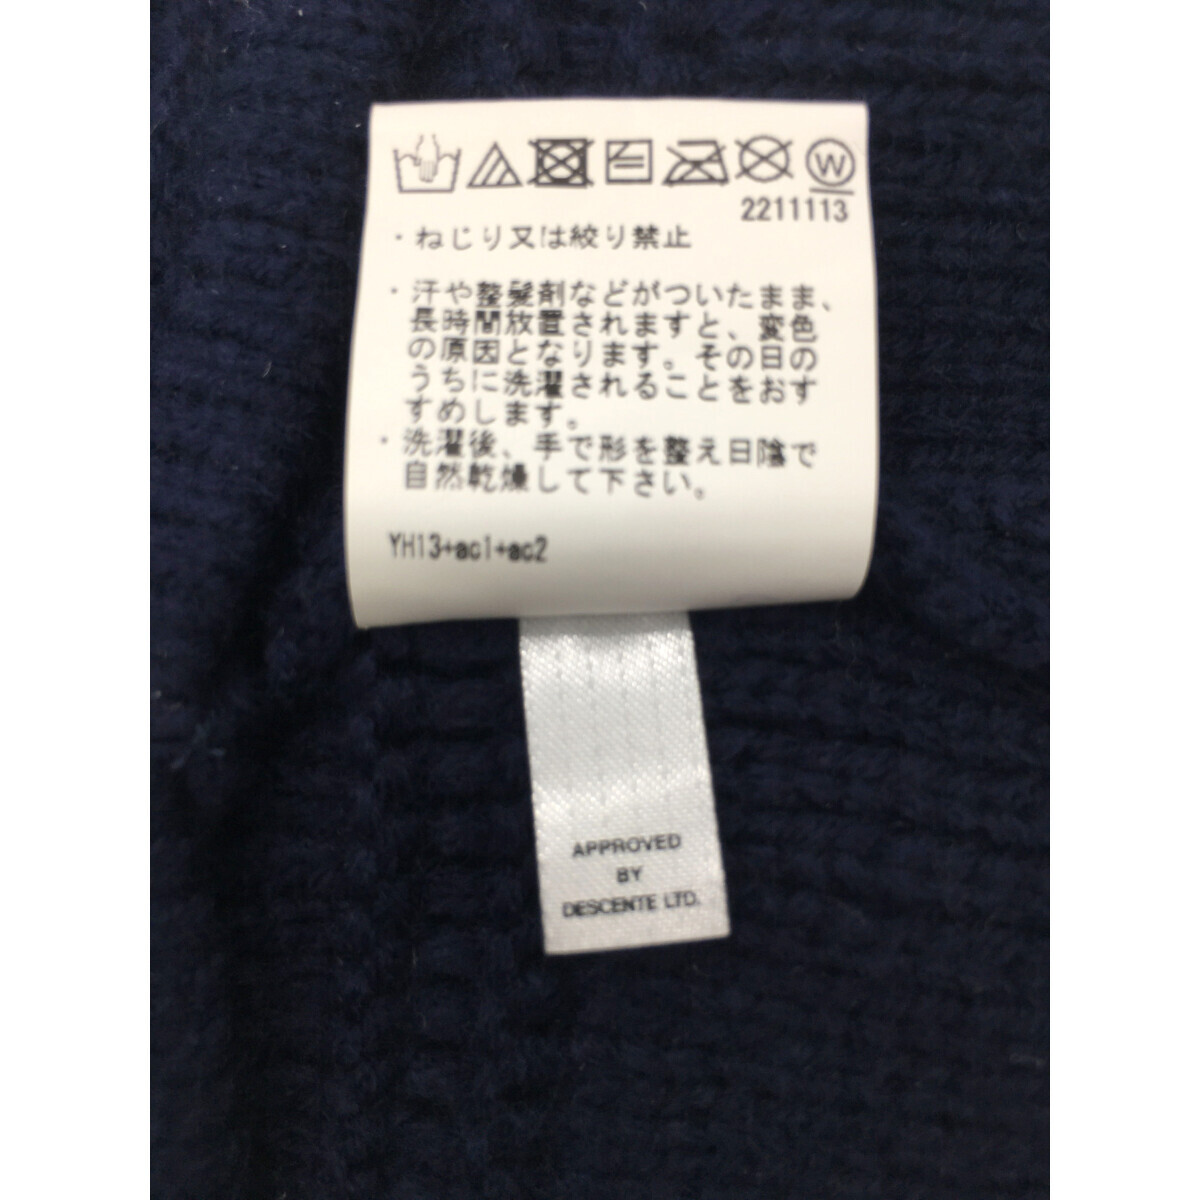 W
2211113
・ねじり又は絞り禁止
・汗や整髪剤などがついたまま、
長時間放置されますと、変色
の原因となります。その日の
うちに洗濯されることをおす
すめします。
・洗濯後、手で形を整え日陰で
自然乾燥して下さい。
YH13+ac1+ac2
APPROVED
BY
DESCENTE LTD.